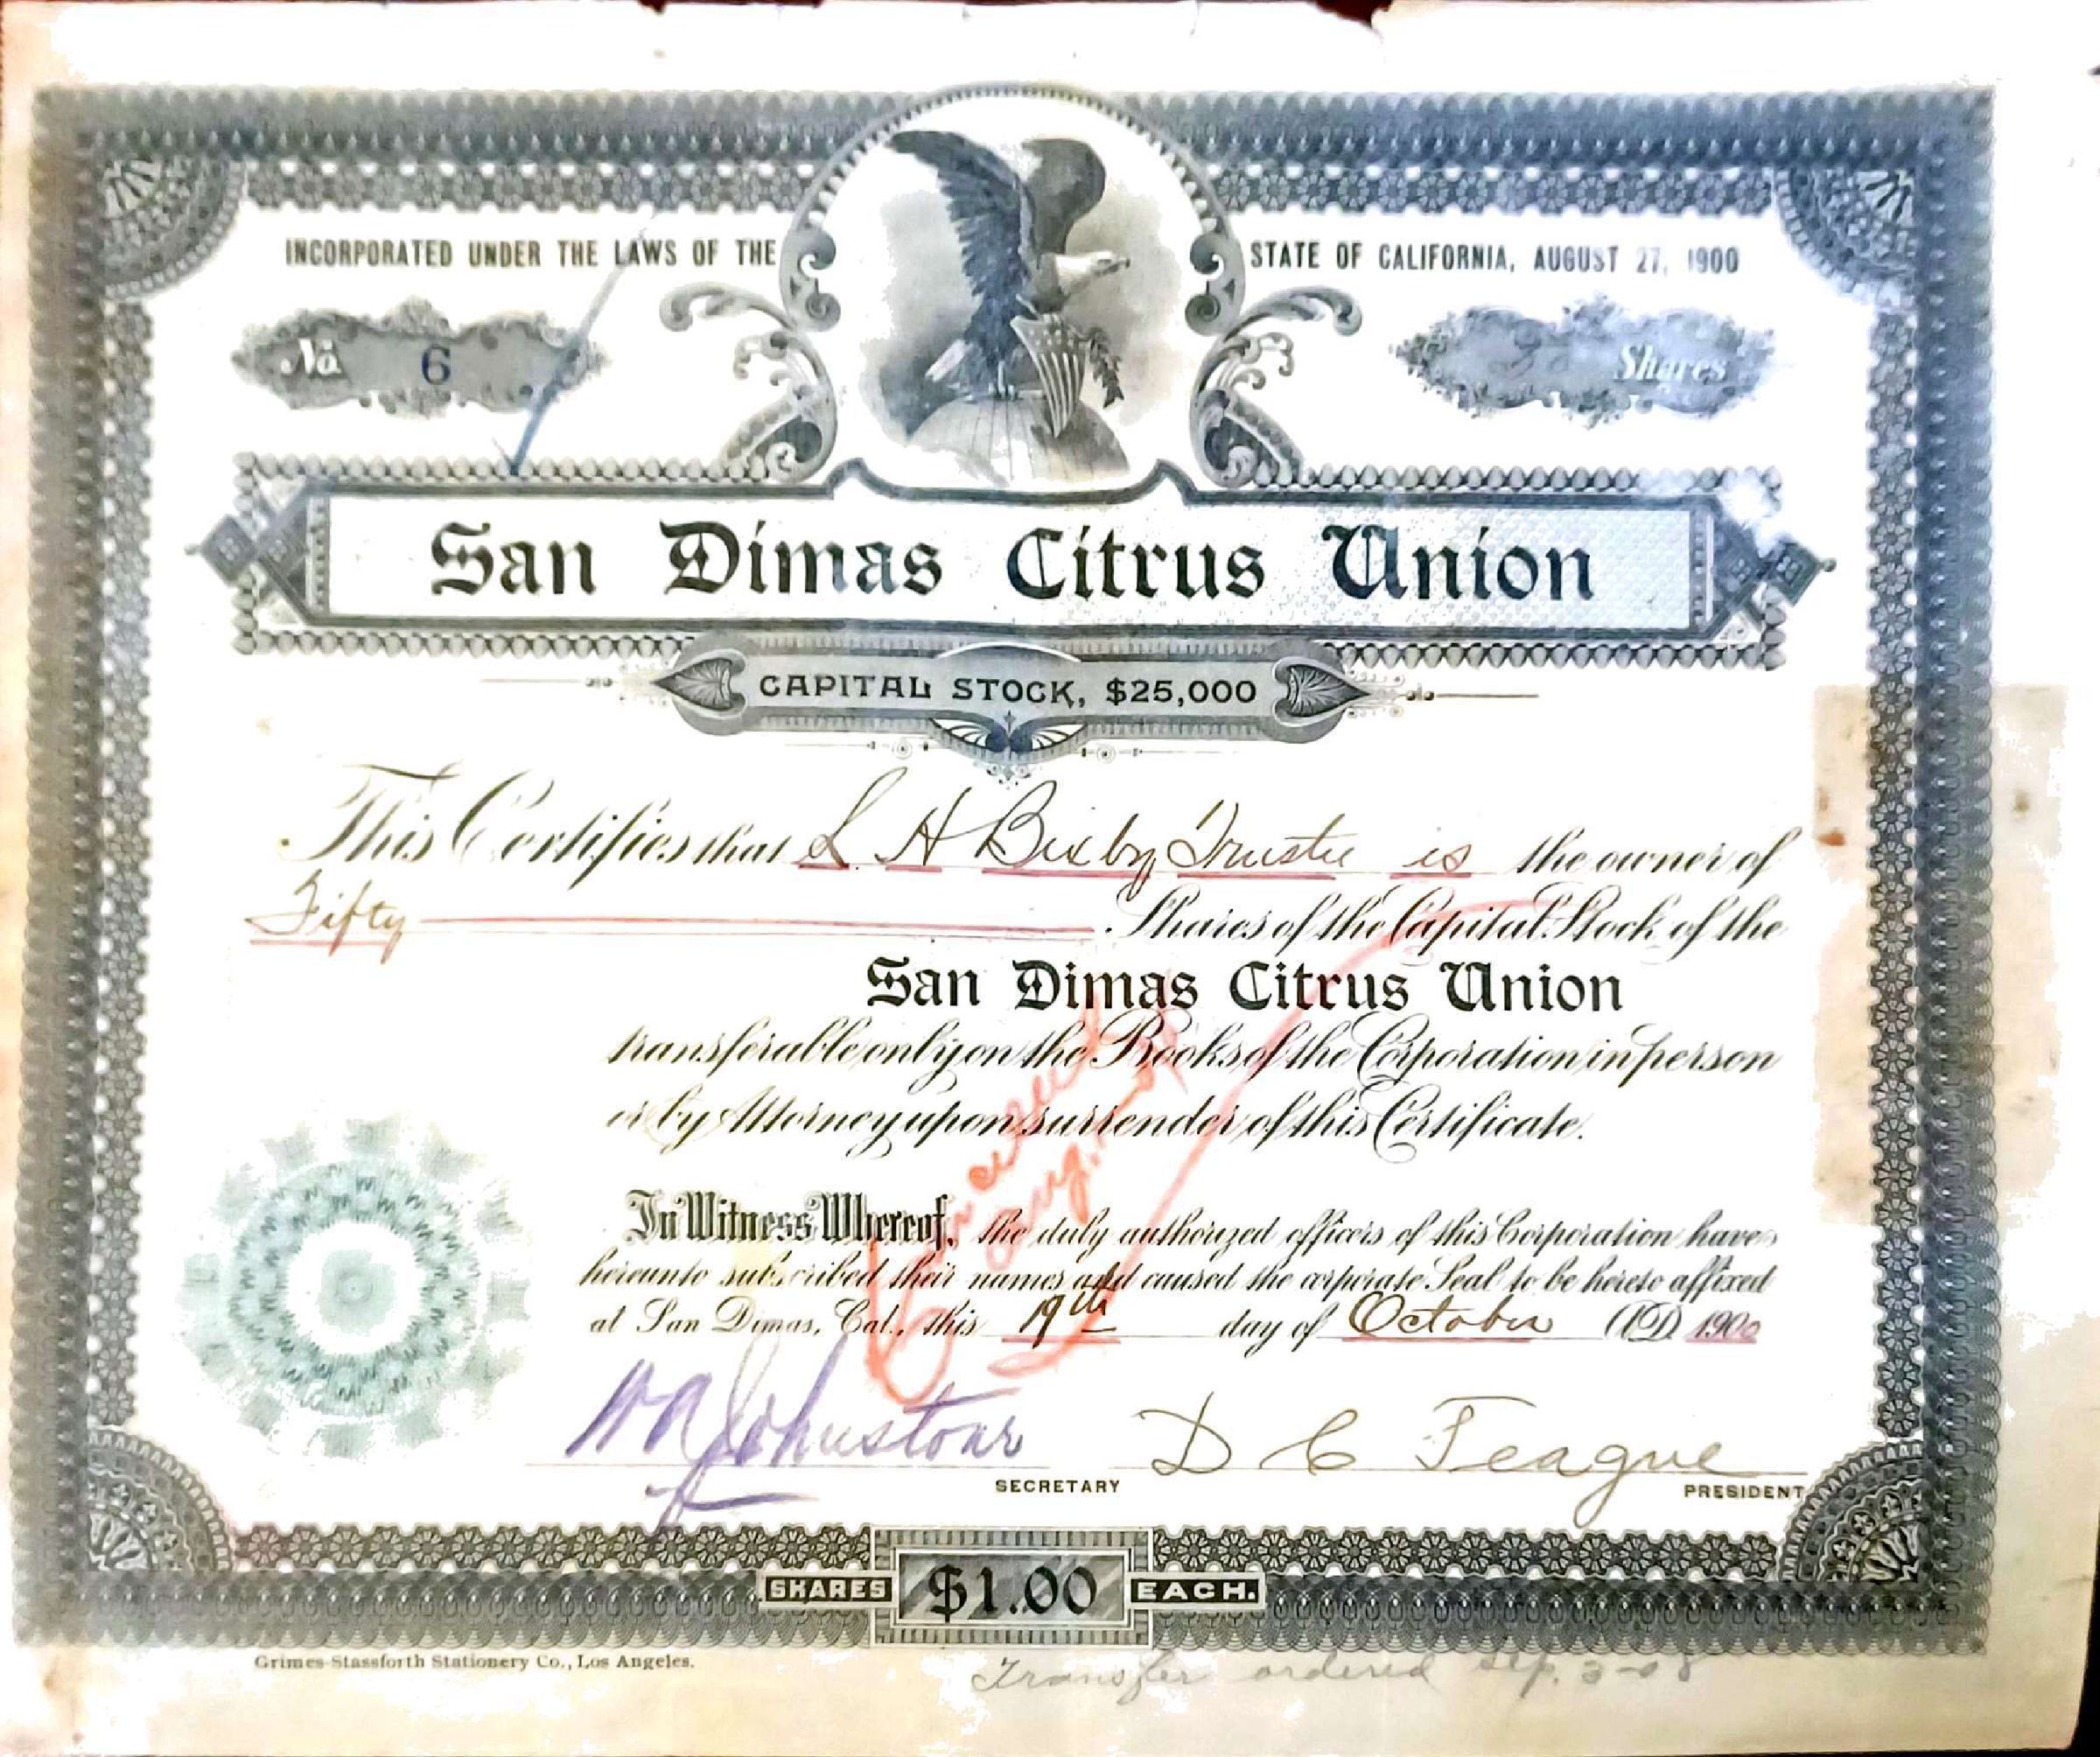 INCORPORATED UNDER THE LAWS OF THE STATE OF CALIFORNIA, AUGUST 27, 1900
No. 6
Shares
San Dimas Citrus Union
CAPITAL STOCK, $25,000
This Certifies that L. H Bixby Trustee is the owner of
Fifty Shares of the Capital Stock of the
San Dimas Citrus Union
transferable only on the Books of the Corporation in person
or by Attorney upon surrender of this Certificate.
In Witness Whereof, the duly authorized officers of this Corporation have
hereunto subscribed their names and caused the corporate Seal to be hereto affixed
at San Dimas, Cal., this 19th day of October A.D. 1900
W A Johnstone D C Teague
SECRETARY PRESIDENT
SHARES $1.00 EACH.
Grimes-Stassforth Stationery Co., Los Angeles.
Transfer ordered Sep. 3-08